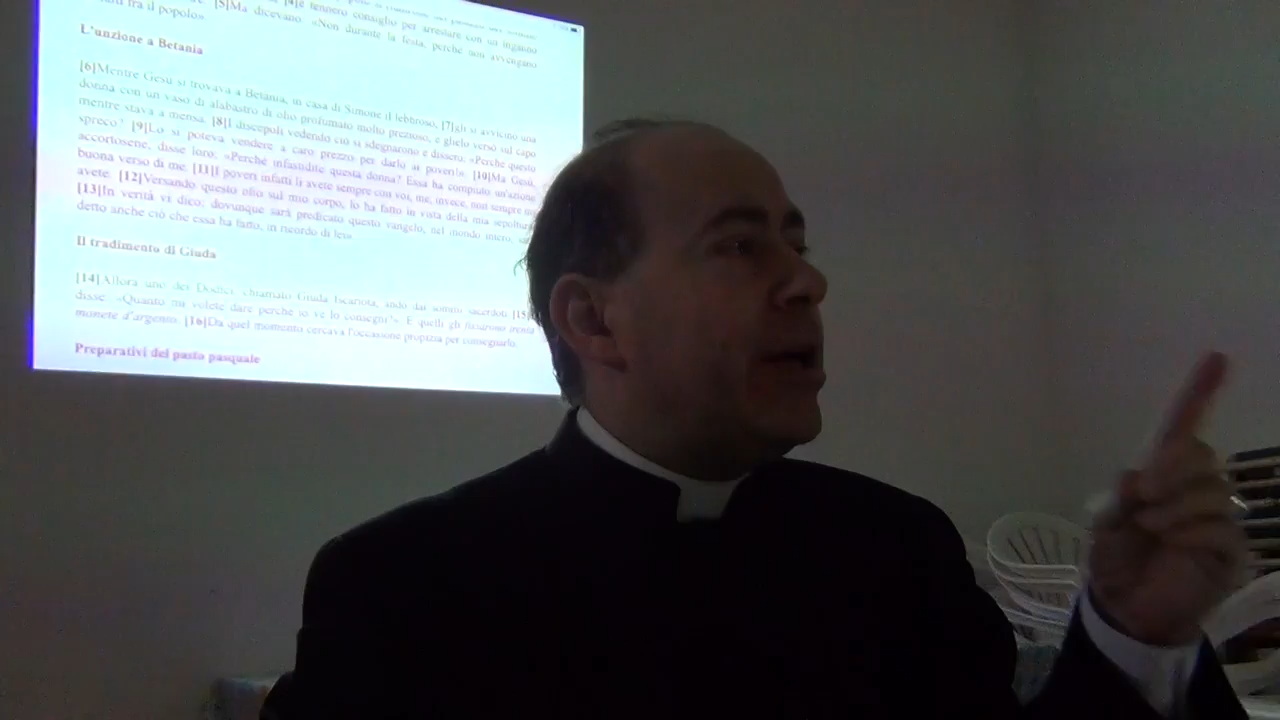 fra il popolo».
[5]Ma dicevano: «Non durante la festa, perché non avvengano
[4]e tennero consiglio per arrestare con un inganno
L'unzione a Betania
[6]Mentre Gesù si trovava a Betania, in casa di Simone il lebbroso, [7]gli si avvicinò una
donna con un vaso di alabastro di olio profumato molto prezioso, e glielo versò sul capo
mentre stava a mensa. [8]I discepoli vedendo ciò si sdegnarono e dissero: «Perché questo
spreco? [9]Lo si poteva vendere a caro prezzo per darlo ai poveri!». [10]Ma Gesù,
accortosene, disse loro: «Perché infastidite questa donna? Essa ha compiuto un'azione
buona verso di me. [11]I poveri infatti li avete sempre con voi, me, invece, non sempre mi
avete. [12]Versando questo olio sul mio corpo, lo ha fatto in vista della mia sepoltura.
[13]In verità vi dico: dovunque sarà predicato questo vangelo, nel mondo intero,
detto anche ciò che essa ha fatto, in ricordo di lei».
Il tradimento di Giuda
[14]Allora uno dei Dodici, chiamato Giuda Iscariota, andò dai sommi sacerdoti [15]
disse: «Quanto mi volete dare perché io ve lo consegni?». E quelli gli fissarono trenta
monete d'argento. [16]Da quel momento cercava l'occasione propizia per consegnarlo.
Preparativi del pasto pasquale